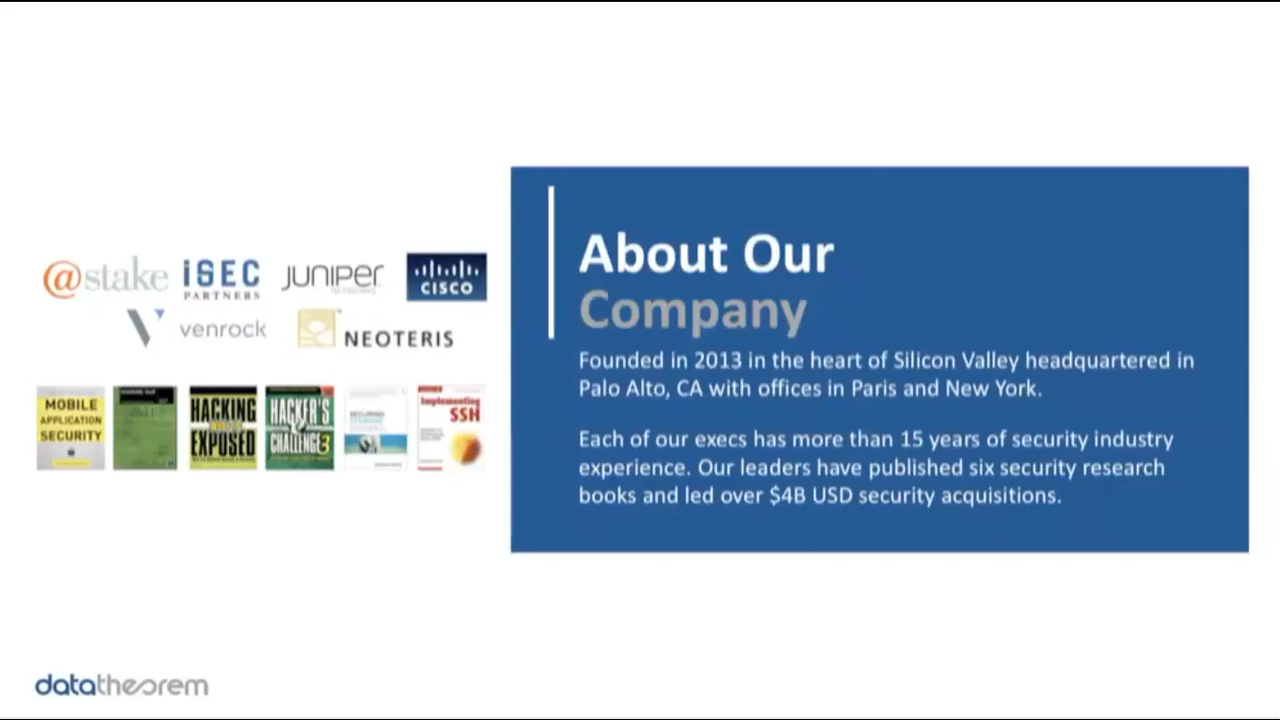 @stake
iSEC
PARTNERS
JUNIPER
NETWORKS
CISCO
venrock
NEOTERIS
MOBILE
APPLICATION
SECURITY
HACKING
EXPOSED
HACKER'S
CHALLENGE 3
SECURING
STORAGE
Implementing
SSH
About Our
Company
Founded in 2013 in the heart of Silicon Valley headquartered in
Palo Alto, CA with offices in Paris and New York.
Each of our execs has more than 15 years of security industry
experience. Our leaders have published six security research
books and led over $4B USD security acquisitions.
datatheorem